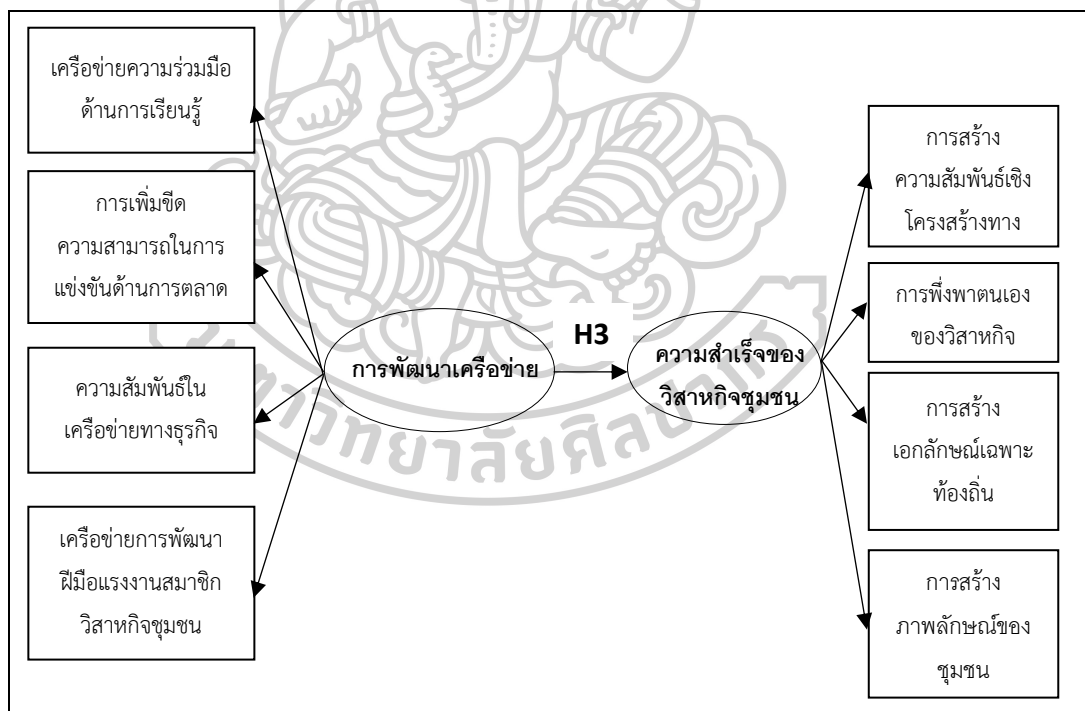 เครือข่ายความร่วมมือ
ด้านการเรียนรู้
การเพิ่มขีด
ความสามารถในการ
แข่งขันด้านการตลาด
ความสัมพันธ์ใน
เครือข่ายทางธุรกิจ
เครือข่ายการพัฒนา
ฝีมือแรงงานสมาชิก
วิสาหกิจชุมชน
การพัฒนาเครือข่าย
H3
ความสำเร็จของ
วิสาหกิจชุมชน
การสร้าง
ความสัมพันธ์เชิง
โครงสร้างทาง
การพึ่งพาตนเอง
ของวิสาหกิจ
การสร้าง
เอกลักษณ์เฉพาะ
ท้องถิ่น
การสร้าง
ภาพลักษณ์ของ
ชุมชน
วิทยาลัยศิลปากร